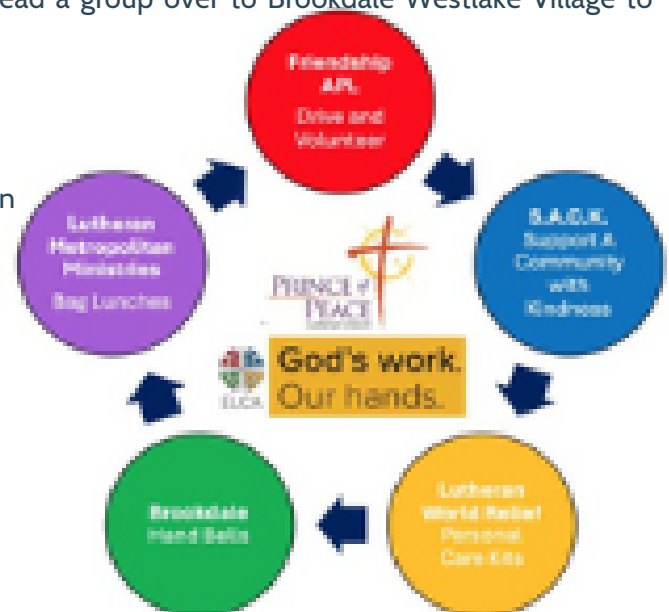 ead a group over to Brookdale Westlake Village to
Friendship
APL
Drive and
Volunteer
n
Lutheran
Metropolitan
Ministries
Bag Lunches
S.A.C.K.
Support A
Community
with
Kindness
PRINCE of
PEACE
ELCA
God's work.
Our hands.
Brookdale
Hand Bells
Lutheran
World Relief
Personal
Care Kits